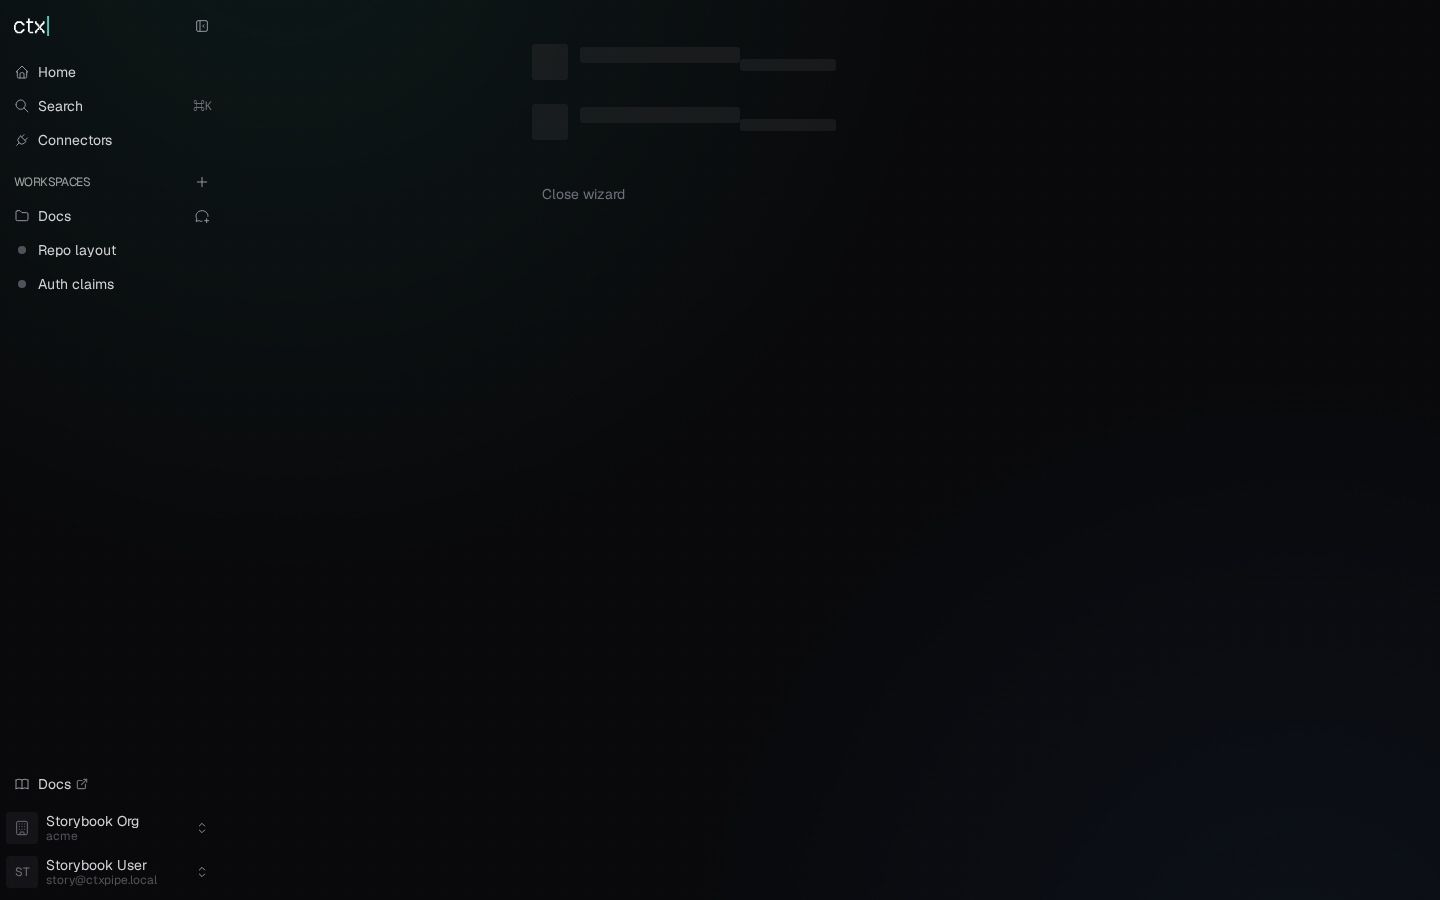 ctx
Home
Search ⌘K
Connectors
WORKSPACES
Docs
Repo layout
Auth claims
Close wizard
Docs
Storybook Org
acme
ST
Storybook User
story@ctxpipe.local